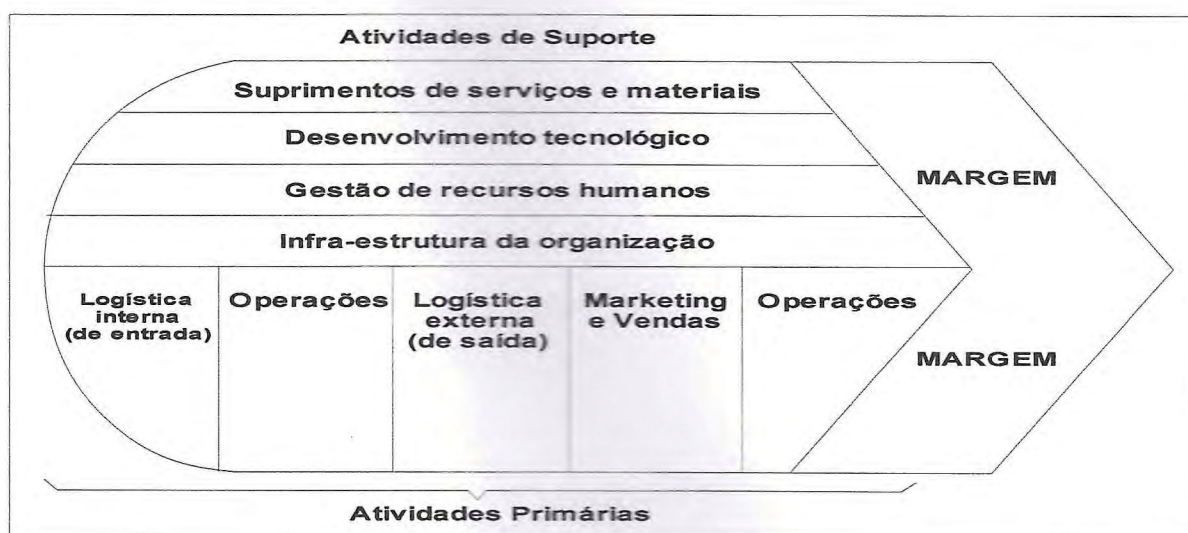 Atividades de Suporte
Suprimentos de serviços e materiais
Desenvolvimento tecnológico
Gestão de recursos humanos
Infra-estrutura da organização
MARGEM
Logística
interna
(de entrada)
Operações
Logística
externa
(de saída)
Marketing
e Vendas
Operações
MARGEM
Atividades Primárias